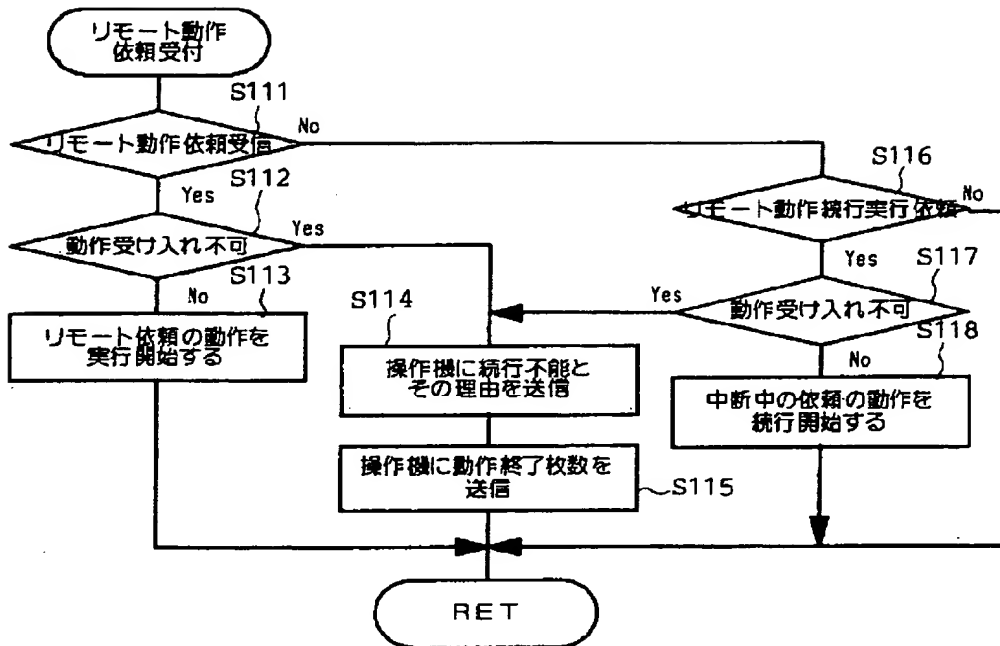 リモート動作
依頼受付
S111
リモート動作依頼受信
No
Yes
S112
動作受け入れ不可
Yes
No
S113
リモート依頼の動作を
実行開始する
S114
操作機に続行不能と
その理由を送信
操作機に動作終了枚数を
送信
S115
S116
リモート動作続行実行依頼
No
Yes
S117
動作受け入れ不可
Yes
No
S118
中断中の依頼の動作を
続行開始する
RET